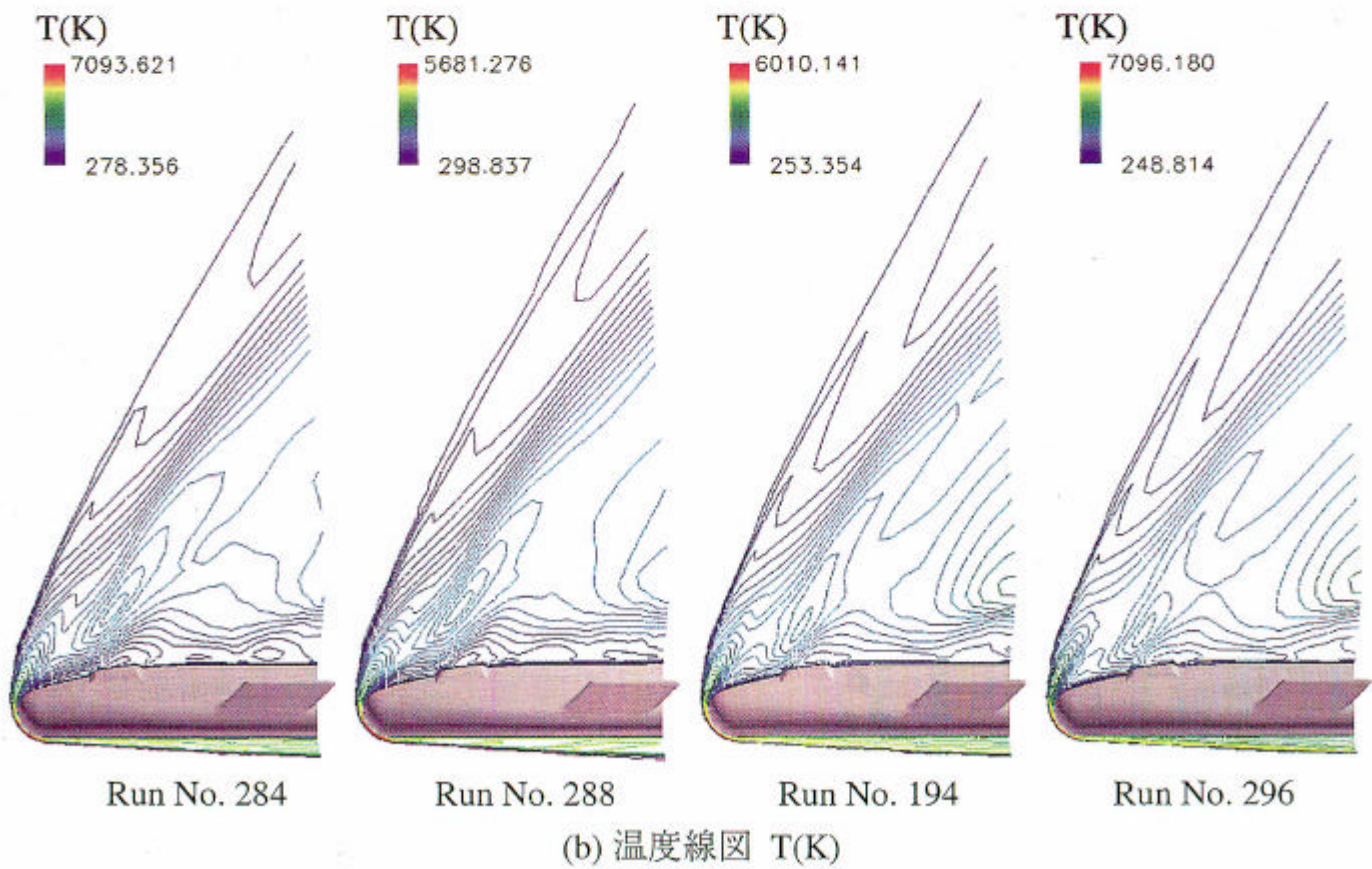 T(K) T(K) T(K) T(K)
7093.621 5681.276 6010.141 7096.180
278.356 298.837 253.354 248.814
Run No. 284 Run No. 288 Run No. 194 Run No. 296
(b) 温度線図 T(K)